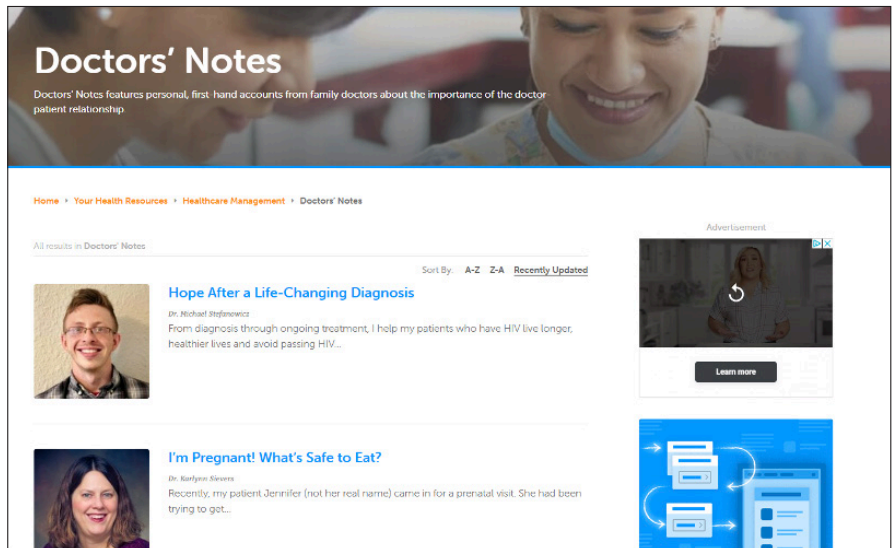 Doctors' Notes
Doctors' Notes features personal, first-hand accounts from family doctors about the importance of the doctor-
patient relationship.
Home › Your Health Resources › Healthcare Management › Doctors' Notes
All results in Doctors' Notes
Sort By: A-Z Z-A Recently Updated
Hope After a Life-Changing Diagnosis
Dr. Michael Stefanowicz
From diagnosis through ongoing treatment, I help my patients who have HIV live longer,
healthier lives and avoid passing HIV...
I'm Pregnant! What's Safe to Eat?
Dr. Karlynn Sievers
Recently, my patient Jennifer (not her real name) came in for a prenatal visit. She had been
trying to get...
Advertisement
Learn more